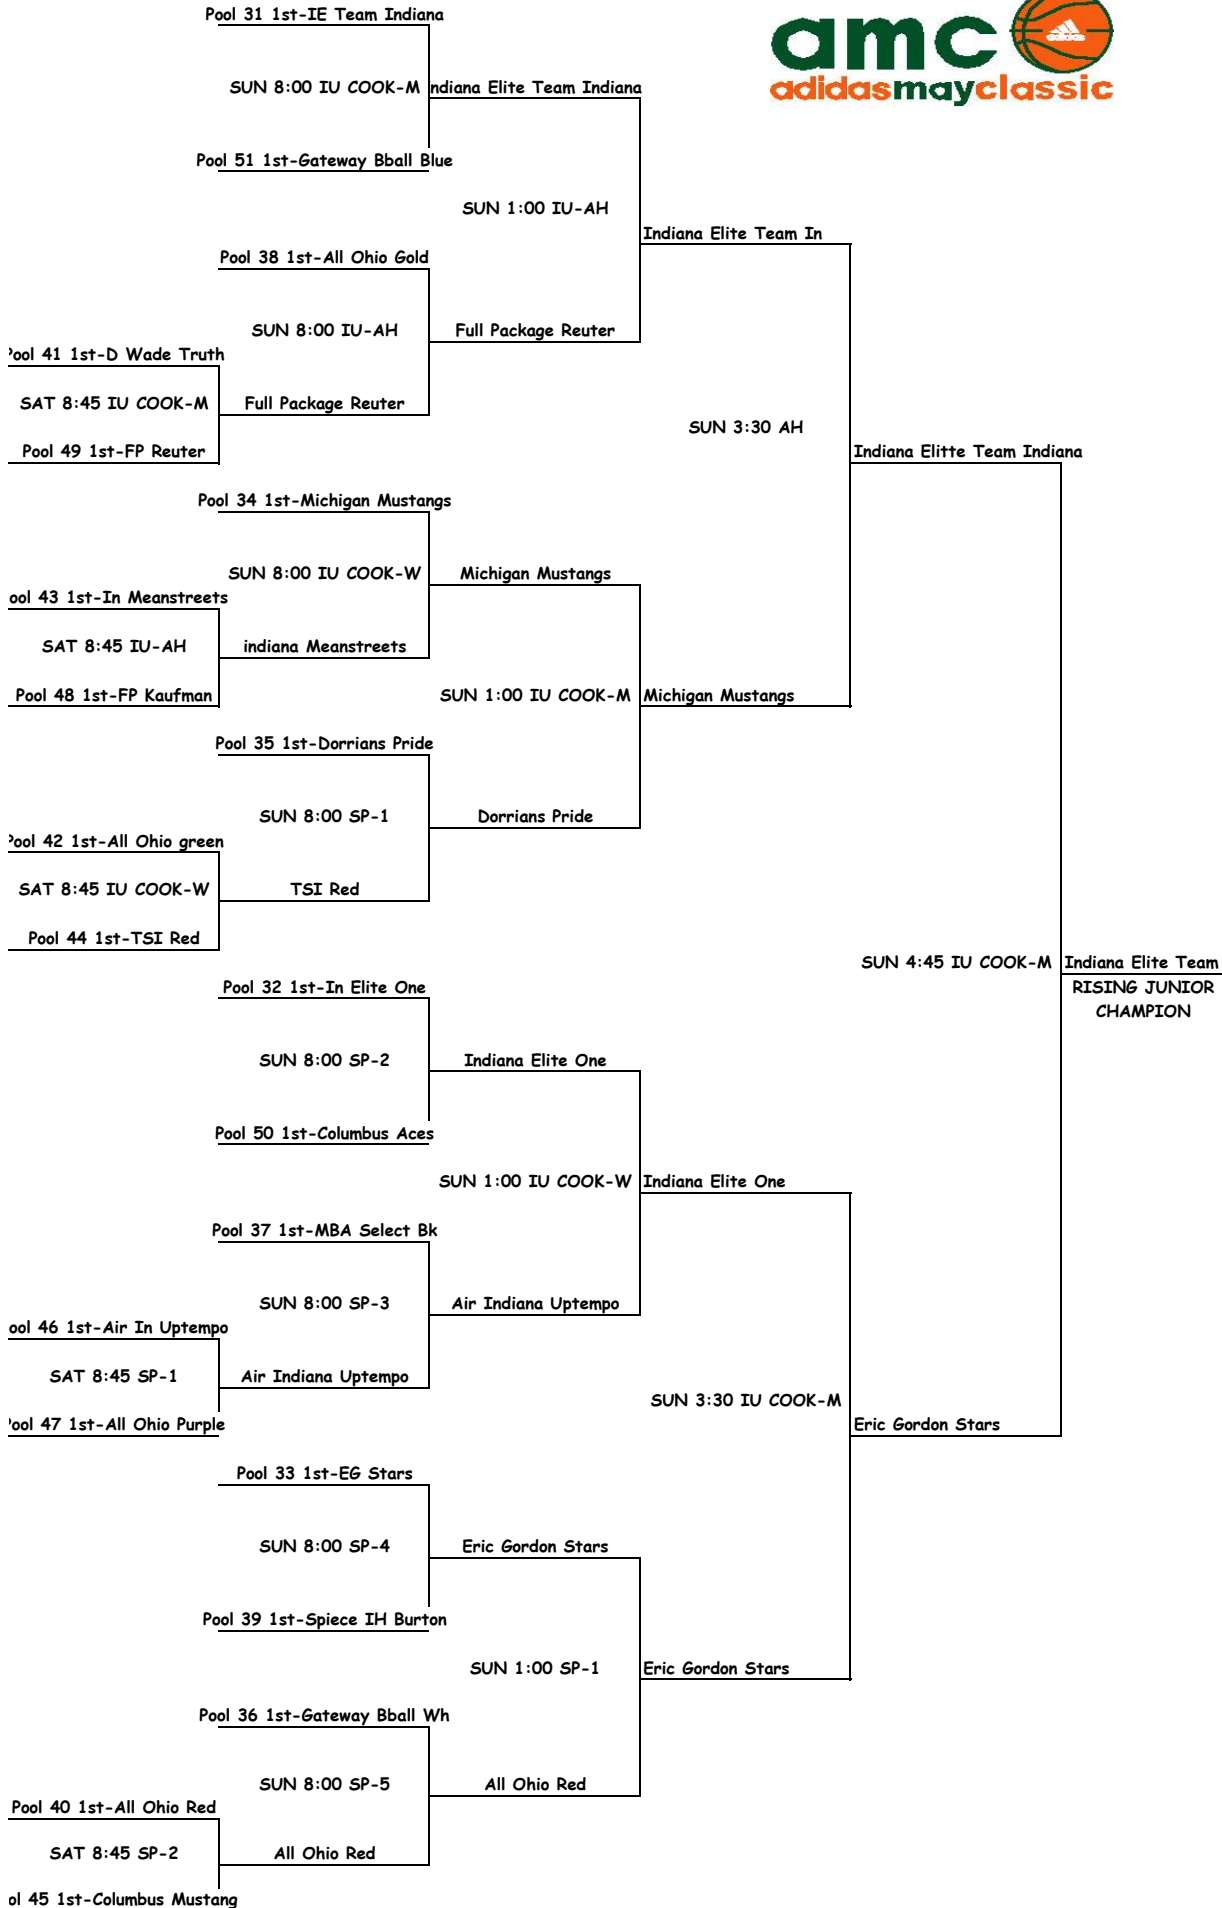 Pool 31 1st-IE Team Indiana
amc
adidasmayclassic
SUN 8:00 IU COOK-M
ndiana Elite Team Indiana
Pool 51 1st-Gateway Bball Blue
SUN 1:00 IU-AH
Indiana Elite Team In
Pool 38 1st-All Ohio Gold
SUN 8:00 IU-AH
Full Package Reuter
Pool 41 1st-D Wade Truth
SAT 8:45 IU COOK-M
Full Package Reuter
SUN 3:30 AH
Pool 49 1st-FP Reuter
Indiana Elitte Team Indiana
Pool 34 1st-Michigan Mustangs
SUN 8:00 IU COOK-W
Michigan Mustangs
ool 43 1st-In Meanstreets
SAT 8:45 IU-AH
indiana Meanstreets
Pool 48 1st-FP Kaufman
SUN 1:00 IU COOK-M
Michigan Mustangs
Pool 35 1st-Dorrians Pride
SUN 8:00 SP-1
Dorrians Pride
Pool 42 1st-All Ohio green
SAT 8:45 IU COOK-W
TSI Red
Pool 44 1st-TSI Red
SUN 4:45 IU COOK-M
Indiana Elite Team
RISING JUNIOR
CHAMPION
Pool 32 1st-In Elite One
SUN 8:00 SP-2
Indiana Elite One
Pool 50 1st-Columbus Aces
SUN 1:00 IU COOK-W
Indiana Elite One
Pool 37 1st-MBA Select Bk
SUN 8:00 SP-3
Air Indiana Uptempo
ool 46 1st-Air In Uptempo
SAT 8:45 SP-1
Air Indiana Uptempo
SUN 3:30 IU COOK-M
Pool 47 1st-All Ohio Purple
Eric Gordon Stars
Pool 33 1st-EG Stars
SUN 8:00 SP-4
Eric Gordon Stars
Pool 39 1st-Spiece IH Burton
SUN 1:00 SP-1
Eric Gordon Stars
Pool 36 1st-Gateway Bball Wh
SUN 8:00 SP-5
All Ohio Red
Pool 40 1st-All Ohio Red
SAT 8:45 SP-2
All Ohio Red
ol 45 1st-Columbus Mustang